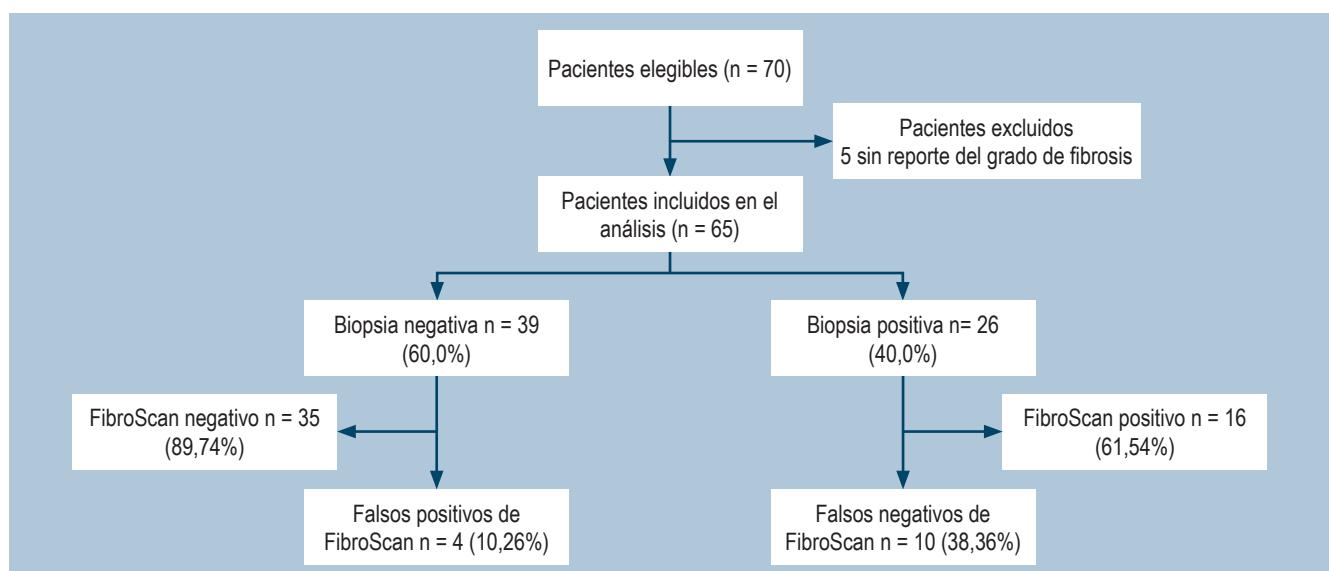 Pacientes elegibles (n = 70)
Pacientes excluidos
5 sin reporte del grado de fibrosis
Pacientes incluidos en el
análisis (n = 65)
Biopsia negativa n = 39
(60,0%)
Biopsia positiva n= 26
(40,0%)
FibroScan negativo n = 35
(89,74%)
FibroScan positivo n = 16
(61,54%)
Falsos positivos de
FibroScan n = 4 (10,26%)
Falsos negativos de
FibroScan n = 10 (38,36%)